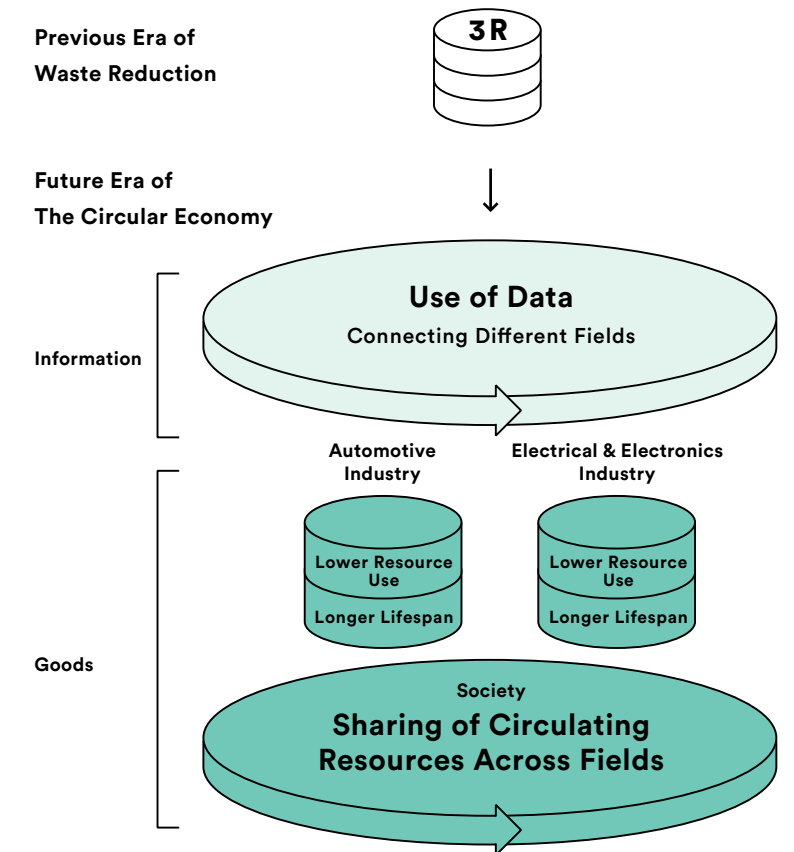 Previous Era of
Waste Reduction
3R
Future Era of
The Circular Economy
Use of Data
Connecting Different Fields
Information
Automotive
Industry
Electrical & Electronics
Industry
Lower Resource
Use
Longer Lifespan
Lower Resource
Use
Longer Lifespan
Goods
Society
Sharing of Circulating
Resources Across Fields